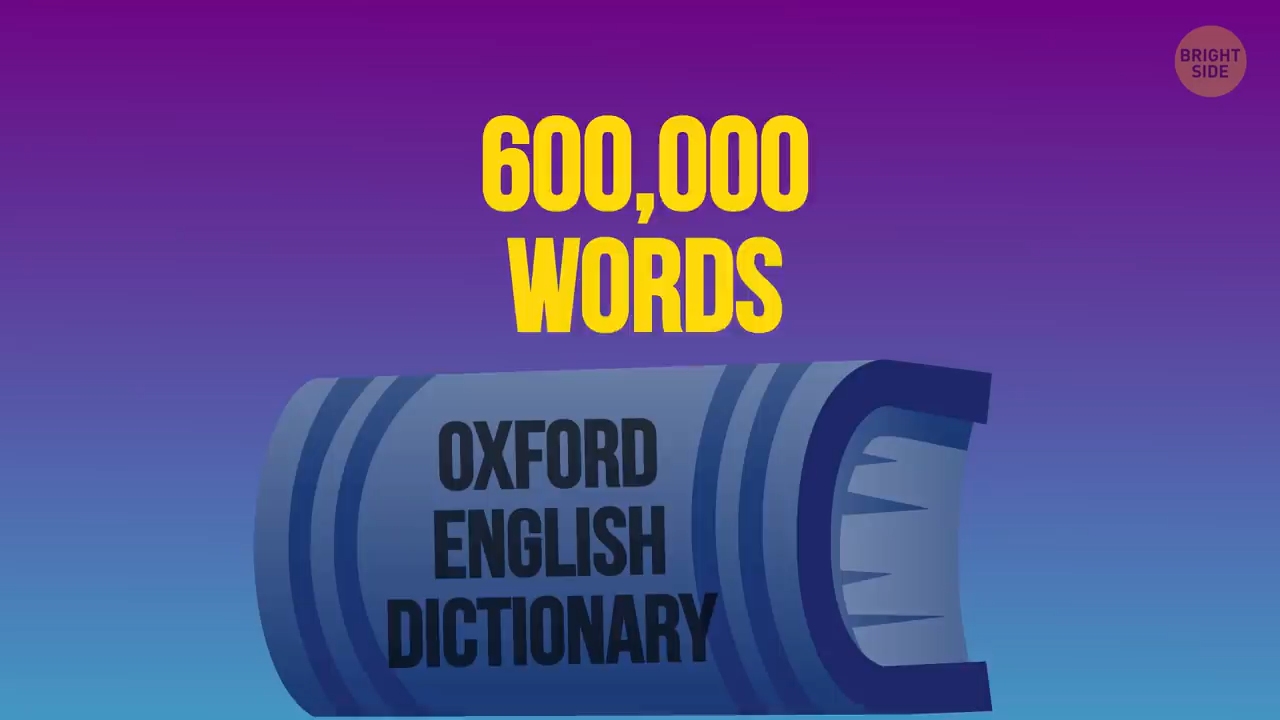 BRIGHT
SIDE
600,000
WORDS
OXFORD
ENGLISH
DICTIONARY